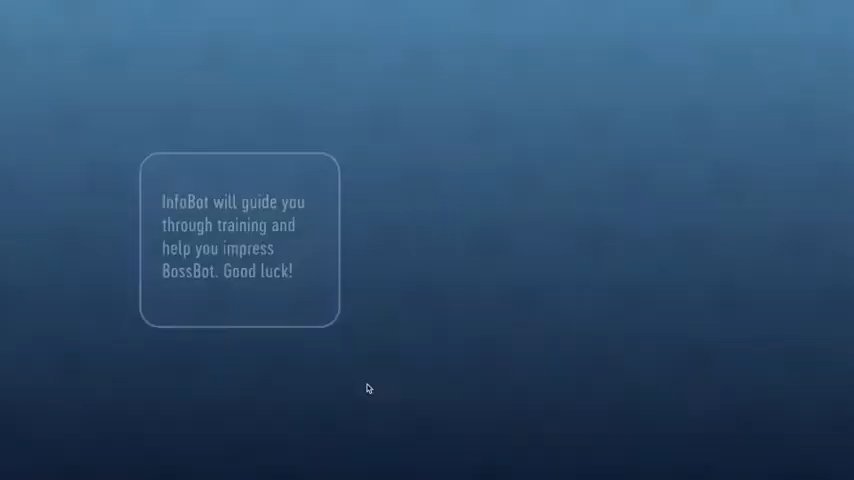 InfoBot will guide you
through training and
help you impress
BossBot. Good luck!